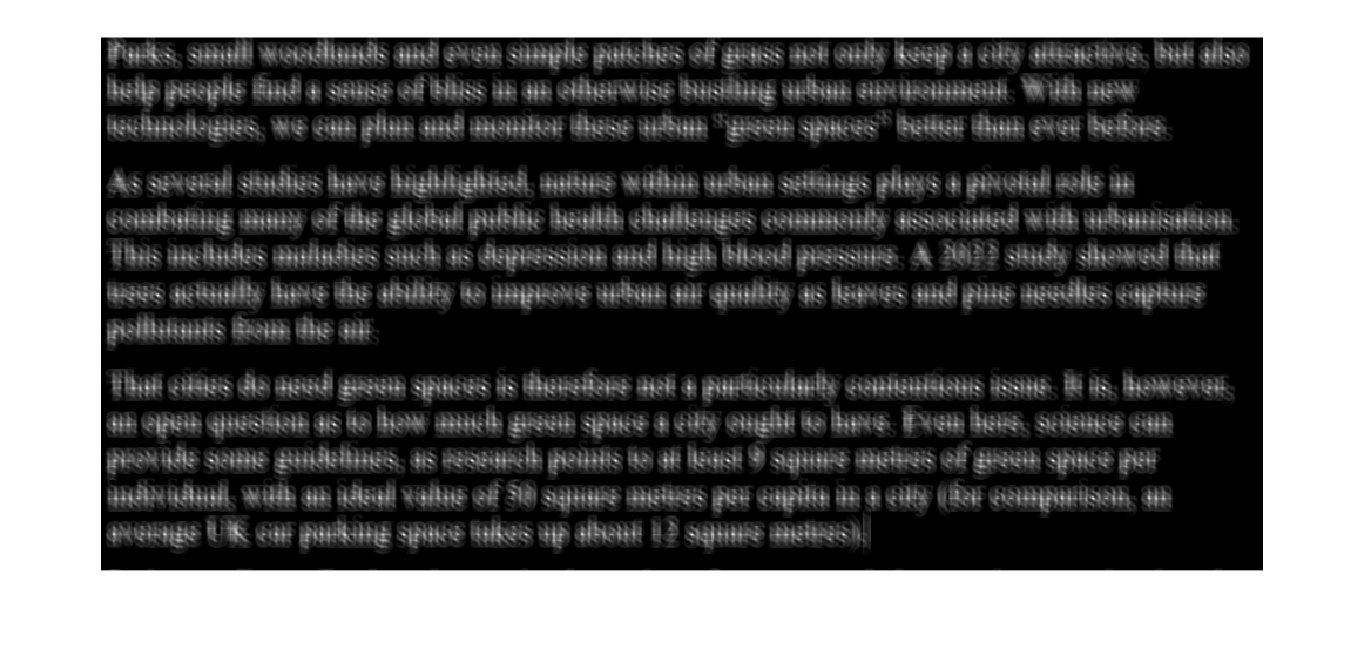 Parks, small woodlands and even simple patches of grass not only keep a city attractive, but also
help people find a sense of bliss in an otherwise bustling urban environment. With new
technologies, we can plan and monitor these urban "green spaces" better than ever before.
As several studies have highlighted, nature within urban settings plays a pivotal role in
combating many of the global public health challenges commonly associated with urbanisation.
This includes maladies such as depression and high blood pressure. A 2022 study showed that
trees actually have the ability to improve urban air quality as leaves and pine needles capture
pollutants from the air.
That cities do need green spaces is therefore not a particularly contentious issue. It is, however,
an open question as to how much green space a city ought to have. Even here, science can
provide some guidelines, as research points to at least 9 square metres of green space per
individual, with an ideal value of 50 square metres per capita in a city (for comparison, an
average UK car parking space takes up about 12 square metres).